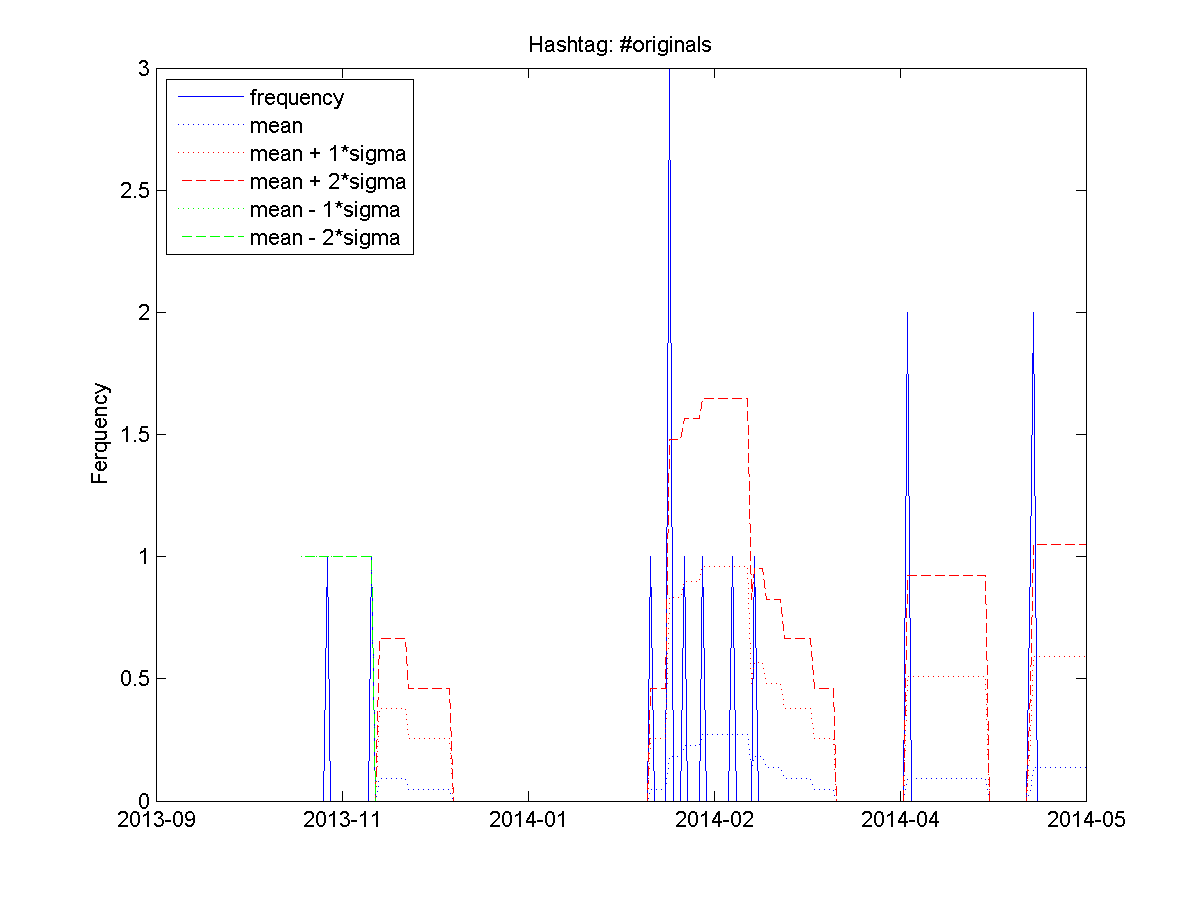 Hashtag: #originals
3
2.5
2
1.5
1
0.5
0
Ferquency
frequency
mean
mean + 1*sigma
mean + 2*sigma
mean - 1*sigma
mean - 2*sigma
2013-09 2013-11 2014-01 2014-02 2014-04 2014-05